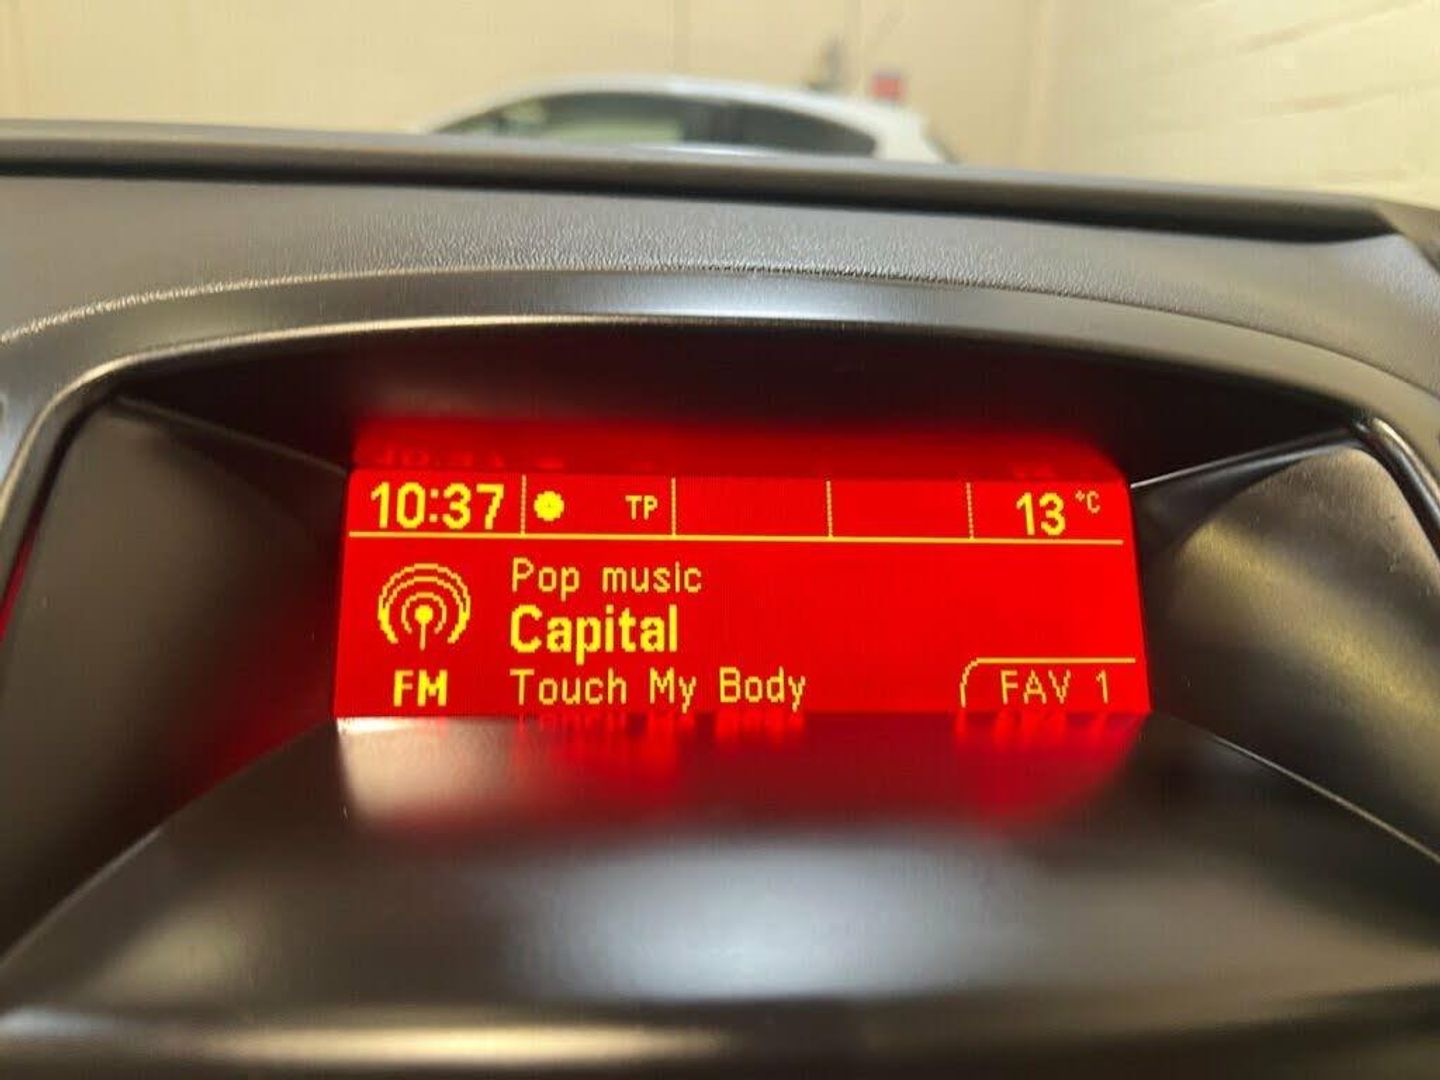 10:37 TP 13 °C
Pop music
Capital
FM Touch My Body FAV 1